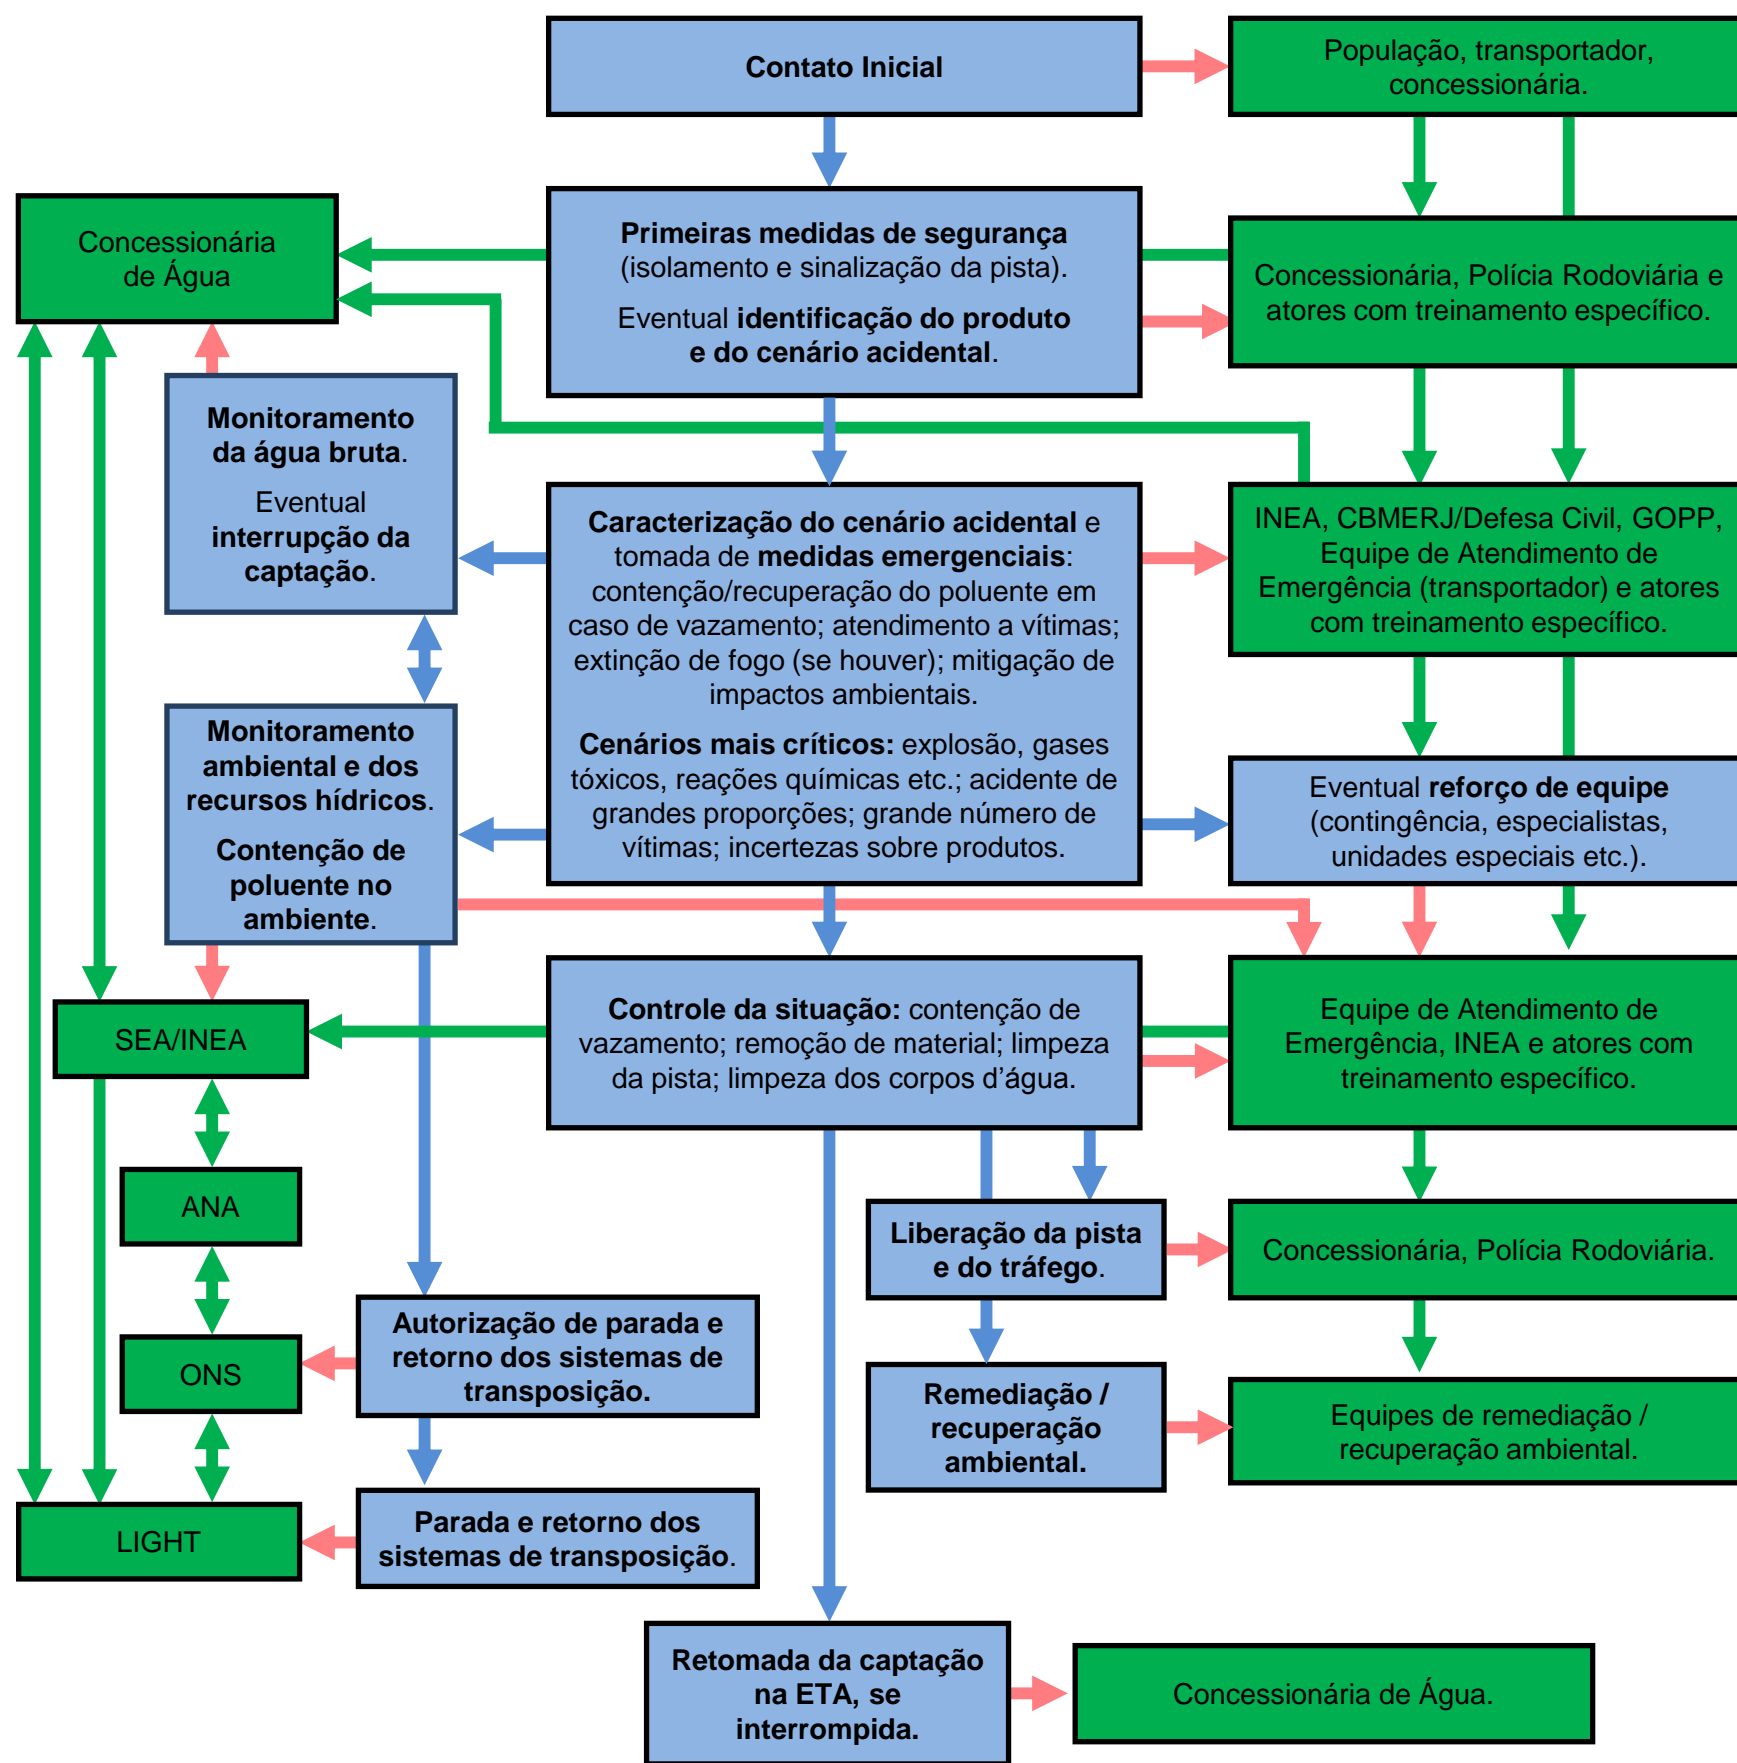 Contato Inicial
População, transportador,
concessionária.
Concessionária
de Água
Primeiras medidas de segurança
(isolamento e sinalização da pista).
Eventual identificação do produto
e do cenário acidental.
Concessionária, Polícia Rodoviária e
atores com treinamento específico.
Monitoramento
da água bruta.
Eventual
interrupção da
captação.
Caracterização do cenário acidental e
tomada de medidas emergenciais:
contenção/recuperação do poluente em
caso de vazamento; atendimento a vítimas;
extinção de fogo (se houver); mitigação de
impactos ambientais.
Cenários mais críticos: explosão, gases
tóxicos, reações químicas etc.; acidente de
grandes proporções; grande número de
vítimas; incertezas sobre produtos.
INEA, CBMERJ/Defesa Civil, GOPP,
Equipe de Atendimento de
Emergência (transportador) e atores
com treinamento específico.
Monitoramento
ambiental e dos
recursos hídricos.
Contenção de
poluente no
ambiente.
Eventual reforço de equipe
(contingência, especialistas,
unidades especiais etc.).
SEA/INEA
Controle da situação: contenção de
vazamento; remoção de material; limpeza
da pista; limpeza dos corpos d’água.
Equipe de Atendimento de
Emergência, INEA e atores com
treinamento específico.
ANA
Liberação da pista
e do tráfego.
Concessionária, Polícia Rodoviária.
ONS
Autorização de parada e
retorno dos sistemas de
transposição.
Remediação /
recuperação
ambiental.
Equipes de remediação /
recuperação ambiental.
LIGHT
Parada e retorno dos
sistemas de transposição.
Retomada da captação
na ETA, se
interrompida.
Concessionária de Água.